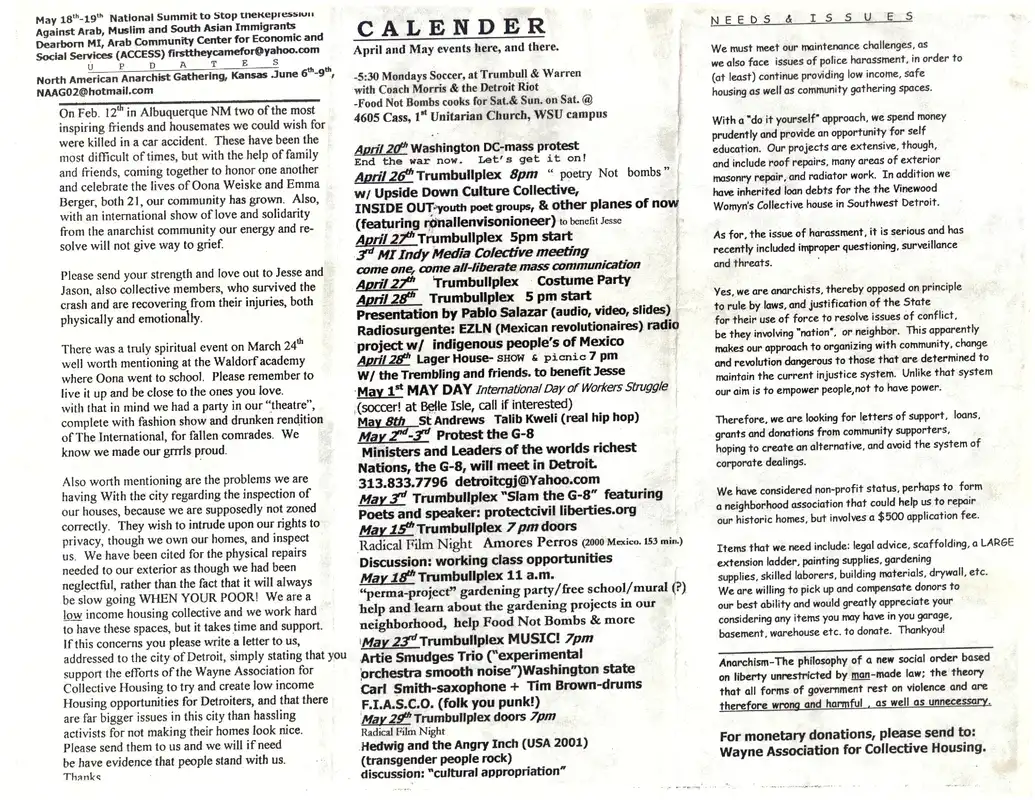 May 18th-19th National Summit to Stop theRepression
Against Arab, Muslim and South Asian Immigrants
Dearborn MI, Arab Community Center for Economic and
Social Services (ACCESS) firsttheycamefor@yahoo.com
U P D A T E S
North American Anarchist Gathering, Kansas June 6th-9th,
NAAG02@hotmail.com
On Feb. 12th in Albuquerque NM two of the most
inspiring friends and housemates we could wish for
were killed in a car accident. These have been the
most difficult of times, but with the help of family
and friends, coming together to honor one another
and celebrate the lives of Oona Weiske and Emma
Berger, both 21, our community has grown. Also,
with an international show of love and solidarity
from the anarchist community our energy and re-
solve will not give way to grief.
Please send your strength and love out to Jesse and
Jason, also collective members, who survived the
crash and are recovering from their injuries, both
physically and emotionally.
There was a truly spiritual event on March 24th
well worth mentioning at the Waldorf academy
where Oona went to school. Please remember to
live it up and be close to the ones you love.
with that in mind we had a party in our "theatre",
complete with fashion show and drunken rendition
of The International, for fallen comrades. We
know we made our grrrls proud.
Also worth mentioning are the problems we are
having With the city regarding the inspection of
our houses, because we are supposedly not zoned
correctly. They wish to intrude upon our rights to
privacy, though we own our homes, and inspect
us. We have been cited for the physical repairs
needed to our exterior as though we had been
neglectful, rather than the fact that it will always
be slow going WHEN YOUR POOR! We are a
low income housing collective and we work hard
to have these spaces, but it takes time and support.
If this concerns you please write a letter to us,
addressed to the city of Detroit, simply stating that you
support the efforts of the Wayne Association for
Collective Housing to try and create low income
Housing opportunities for Detroiters, and that there
are far bigger issues in this city than hassling
activists for not making their homes look nice.
Please send them to us and we will if need
be have evidence that people stand with us.
Thanks
CALENDER
April and May events here, and there.
-5:30 Mondays Soccer, at Trumbull & Warren
with Coach Morris & the Detroit Riot
-Food Not Bombs cooks for Sat.& Sun. on Sat. @
4605 Cass, 1st Unitarian Church, WSU campus
April 20th Washington DC-mass protest
End the war now. Let's get it on!
April 26th Trumbullplex 8pm " poetry Not bombs"
w/ Upside Down Culture Collective,
INSIDE OUT-youth poet groups, & other planes of now
(featuring ronallenvisonioneer) to benefit Jesse
April 27th Trumbullplex 5pm start
3rd MI Indy Media Colective meeting
come one, come all-liberate mass communication
April 27th Trumbullplex Costume Party
April 28th Trumbullplex 5 pm start
Presentation by Pablo Salazar (audio, video, slides)
Radiosurgente: EZLN (Mexican revolutionaires) radio
project w/ indigenous people's of Mexico
April 28th Lager House- SHOW & picnic 7 pm
W/ the Trembling and friends. to benefit Jesse
May 1st MAY DAY International Day of Workers Struggle
(soccer! at Belle Isle, call if interested)
May 8th St Andrews Talib Kweli (real hip hop)
May 2nd-3rd Protest the G-8
Ministers and Leaders of the worlds richest
Nations, the G-8, will meet in Detroit.
313.833.7796 detroitcgj@Yahoo.com
May 3rd Trumbullplex "Slam the G-8" featuring
Poets and speaker: protectcivil liberties.org
May 15th Trumbullplex 7 pm doors
Radical Film Night Amores Perros (2000 Mexico. 153 min.)
Discussion: working class opportunities
May 18th Trumbullplex 11 a.m.
"perma-project" gardening party/free school/mural (?)
help and learn about the gardening projects in our
neighborhood, help Food Not Bombs & more
May 23rd Trumbullplex MUSIC! 7pm
Artie Smudges Trio ("experimental
orchestra smooth noise")Washington state
Carl Smith-saxophone + Tim Brown-drums
F.I.A.S.C.O. (folk you punk!)
May 29th Trumbullplex doors 7pm
Radical Film Night
Hedwig and the Angry Inch (USA 2001)
(transgender people rock)
discussion: "cultural appropriation"
NEEDS & ISSUES
We must meet our maintenance challenges, as
we also face issues of police harassment, in order to
(at least) continue providing low income, safe
housing as well as community gathering spaces.
With a "do it yourself" approach, we spend money
prudently and provide an opportunity for self
education. Our projects are extensive, though,
and include roof repairs, many areas of exterior
masonry repair, and radiator work. In addition we
have inherited loan debts for the the Vinewood
Womyn's Collective house in Southwest Detroit.
As for, the issue of harassment, it is serious and has
recently included improper questioning, surveillance
and threats.
Yes, we are anarchists, thereby opposed on principle
to rule by laws, and justification of the State
for their use of force to resolve issues of conflict,
be they involving "nation", or neighbor. This apparently
makes our approach to organizing with community, change
and revolution dangerous to those that are determined to
maintain the current injustice system. Unlike that system
our aim is to empower people,not to have power.
Therefore, we are looking for letters of support, loans,
grants and donations from community supporters,
hoping to create an alternative, and avoid the system of
corporate dealings.
We have considered non-profit status, perhaps to form
a neighborhood association that could help us to repair
our historic homes, but involves a $500 application fee.
Items that we need include: legal advice, scaffolding, a LARGE
extension ladder, painting supplies, gardening
supplies, skilled laborers, building materials, drywall, etc.
We are willing to pick up and compensate donors to
our best ability and would greatly appreciate your
considering any items you may have in you garage,
basement, warehouse etc. to donate. Thankyou!
Anarchism-The philosophy of a new social order based
on liberty unrestricted by man-made law; the theory
that all forms of government rest on violence and are
therefore wrong and harmful , as well as unnecessary.
For monetary donations, please send to:
Wayne Association for Collective Housing.